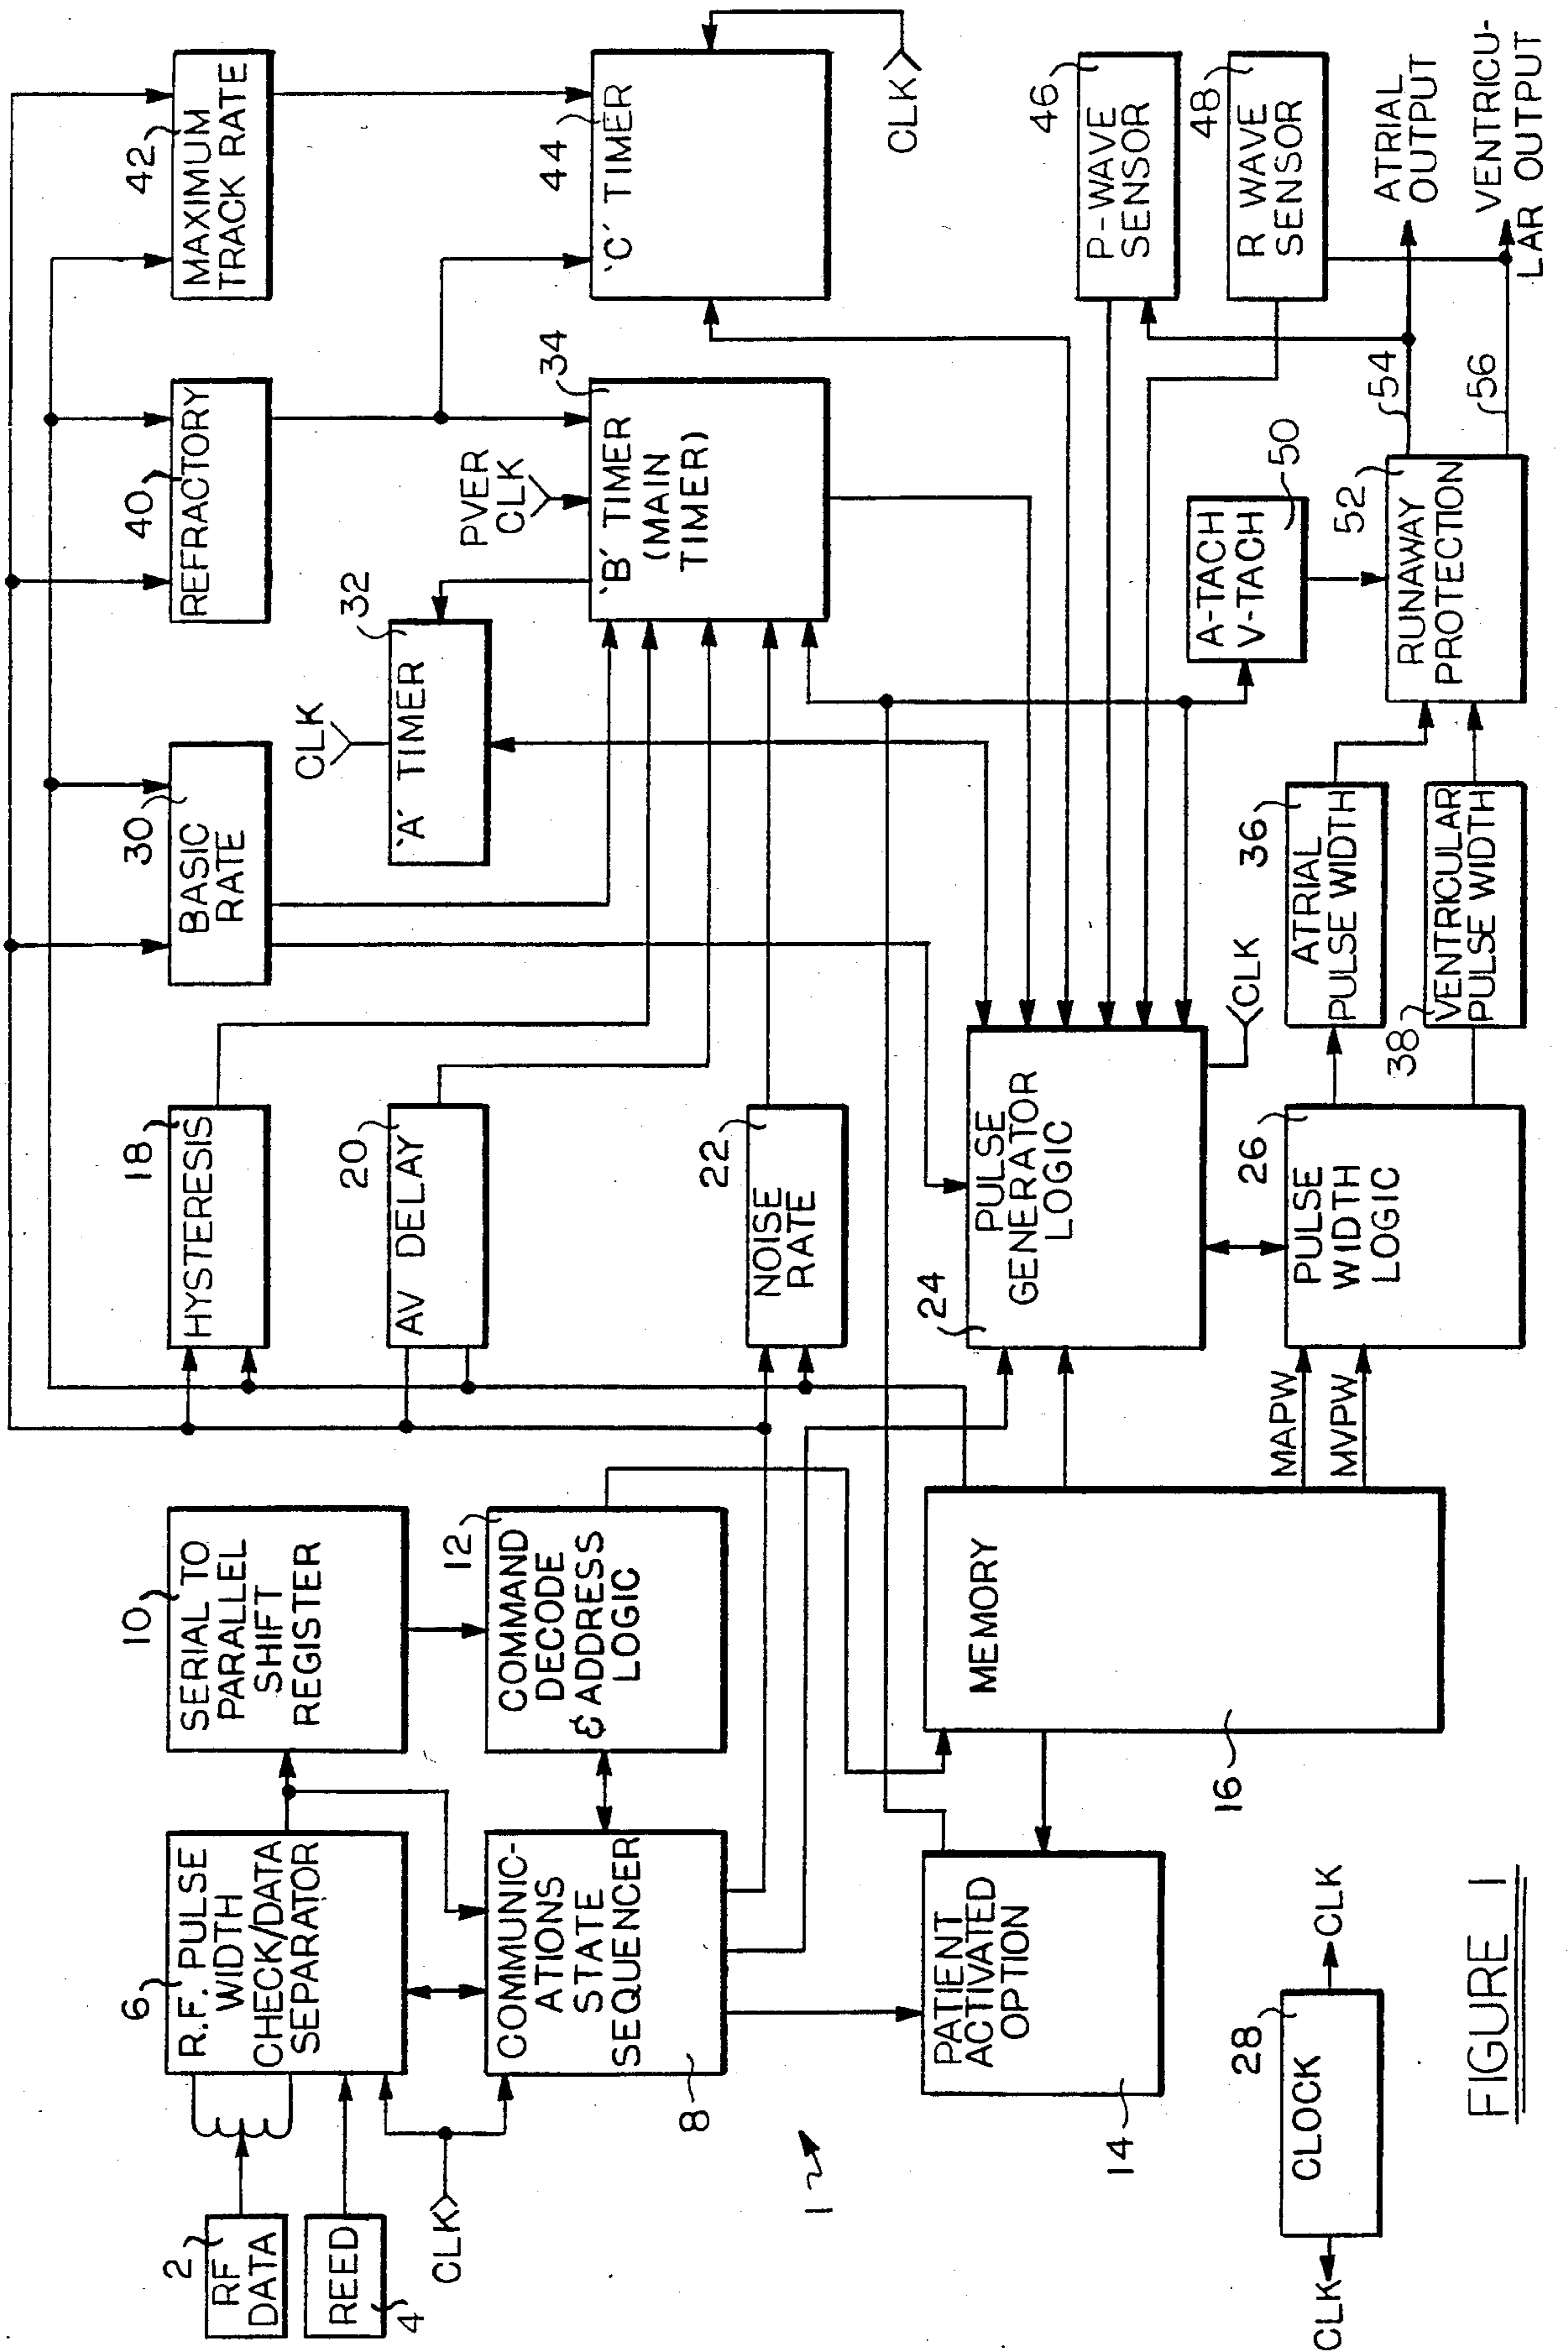 2
RF
DATA
REED
4
CLK
6
R.F. PULSE
WIDTH
CHECK/DATA
SEPARATOR
COMMUNIC-
ATIONS
STATE
SEQUENCER
8
10
SERIAL TO
PARALLEL
SHIFT
REGISTER
12
COMMAND
DECODE
& ADDRESS
LOGIC
1
PATIENT
ACTIVATED
OPTION
14
MEMORY
16
MAPW
MVPW
18
HYSTERESIS
20
AV DELAY
22
NOISE
RATE
24
PULSE
GENERATOR
LOGIC
CLK
26
PULSE
WIDTH
LOGIC
28
CLOCK
CLK
CLK
30
BASIC
RATE
CLK
32
'A' TIMER
34
'B' TIMER
(MAIN
TIMER)
PVER
CLK
36
ATRIAL
PULSE WIDTH
38
VENTRICULAR
PULSE WIDTH
40
REFRACTORY
42
MAXIMUM
TRACK RATE
44
'C' TIMER
CLK
46
P-WAVE
SENSOR
48
R WAVE
SENSOR
A-TACH
V-TACH
50
52
RUNAWAY
PROTECTION
54
56
ATRIAL
OUTPUT
VENTRICU-
LAR OUTPUT
FIGURE 1